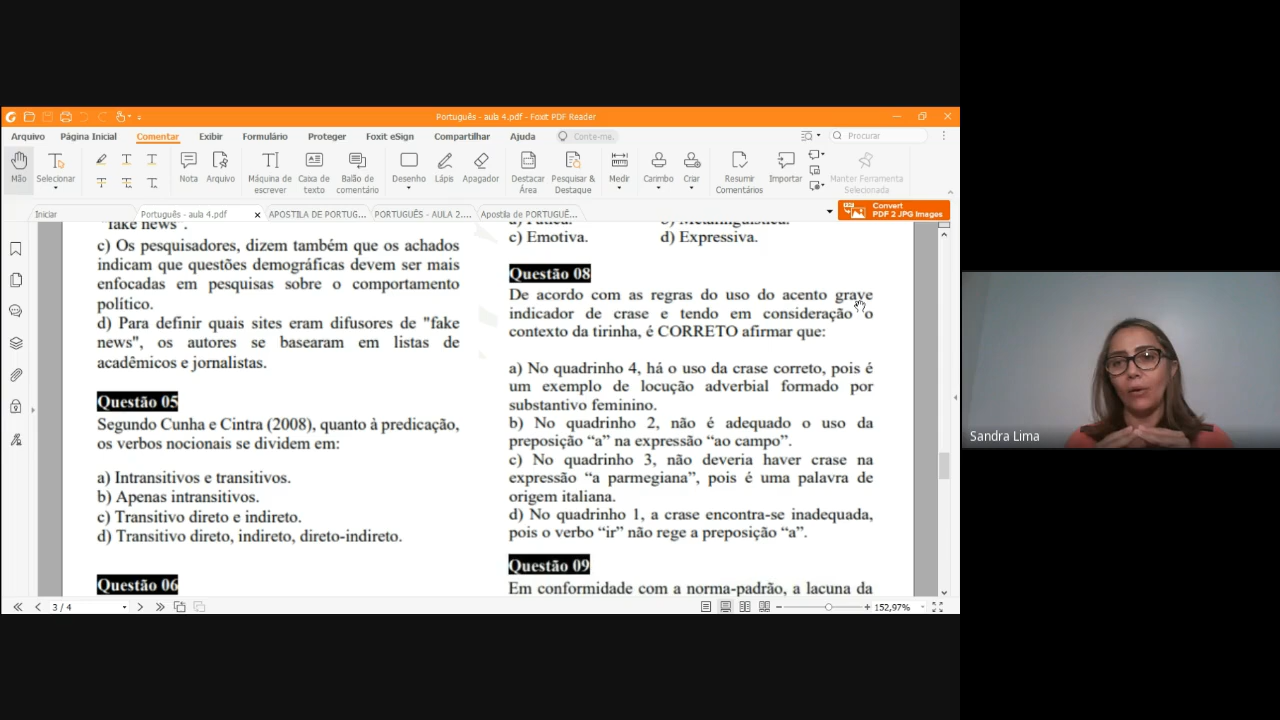 Português - aula 4.pdf - Foxit PDF Reader
Arquivo Página Inicial Comentar Exibir Formulário Proteger Foxit eSign Compartilhar Ajuda Conte-me. Procurar
Mão Selecionar Nota Arquivo Máquina de escrever Caixa de texto Balão de comentário Desenho Lápis Apagador Destacar Área Pesquisar & Destaque Medir Carimbo Criar Resumir Comentários Importar Manter Ferramenta Selecionada
Iniciar Português - aula 4.pdf APOSTILA DE PORTUG... PORTUGUÊS - AULA 2.... Apostila de PORTUGUÊ...
Convert
PDF 2 JPG Images
"fake news".
c) Os pesquisadores, dizem também que os achados
indicam que questões demográficas devem ser mais
enfocadas em pesquisas sobre o comportamento
político.
d) Para definir quais sites eram difusores de "fake
news", os autores se basearam em listas de
acadêmicos e jornalistas.
Questão 05
Segundo Cunha e Cintra (2008), quanto à predicação,
os verbos nocionais se dividem em:
a) Intransitivos e transitivos.
b) Apenas intransitivos.
c) Transitivo direto e indireto.
d) Transitivo direto, indireto, direto-indireto.
Questão 06
a) Fática. b) Metalinguística.
c) Emotiva. d) Expressiva.
Questão 08
De acordo com as regras do uso do acento grave
indicador de crase e tendo em consideração o
contexto da tirinha, é CORRETO afirmar que:
a) No quadrinho 4, há o uso da crase correto, pois é
um exemplo de locução adverbial formado por
substantivo feminino.
b) No quadrinho 2, não é adequado o uso da
preposição “a” na expressão “ao campo”.
c) No quadrinho 3, não deveria haver crase na
expressão “a parmegiana”, pois é uma palavra de
origem italiana.
d) No quadrinho 1, a crase encontra-se inadequada,
pois o verbo “ir” não rege a preposição “a”.
Questão 09
Em conformidade com a norma-padrão, a lacuna da
3 / 4 152,97%
Sandra Lima